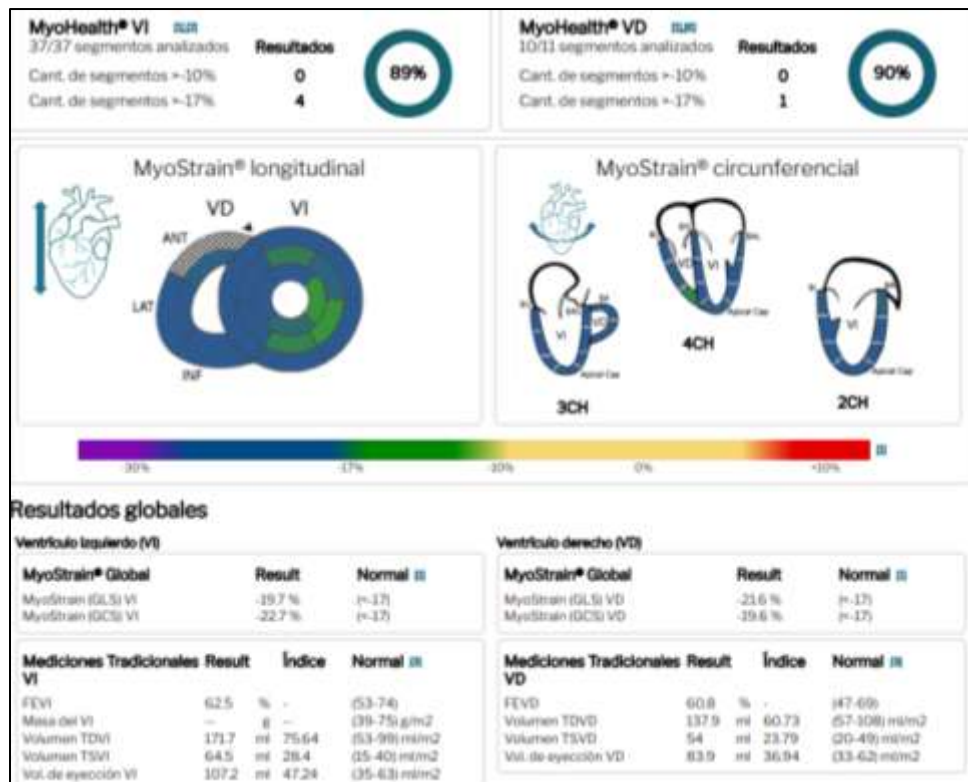 MyoHealth® VI
37/37 segmentos analizados Resultados
Cant. de segmentos >-10% 0
Cant. de segmentos >-17% 4
89%
MyoHealth® VD
10/11 segmentos analizados Resultados
Cant. de segmentos >-10% 0
Cant. de segmentos >-17% 1
90%
MyoStrain® longitudinal
VD VI
ANT
LAT
INF
MyoStrain® circunferencial
VD VI
Apical Cap
4CH
VI
Apical Cap
3CH
VI
Apical Cap
2CH
-30% -17% -10% 0% +10%
Resultados globales
Ventrículo izquierdo (VI)
MyoStrain® Global Result Normal
MyoStrain (GLS) VI -19.7 % (<-17)
MyoStrain (GCS) VI -22.7 % (<-17)
Mediciones Tradicionales VI Result Índice Normal
FEVI 62.5 % - (53-74)
Masa del VI -- g -- (39-75) g/m2
Volumen TDVI 171.7 ml 75.64 (53-99) ml/m2
Volumen TSVI 64.5 ml 28.4 (15-40) ml/m2
Vol. de eyección VI 107.2 ml 47.24 (35-63) ml/m2
Ventrículo derecho (VD)
MyoStrain® Global Result Normal
MyoStrain (GLS) VD -21.6 % (<-17)
MyoStrain (GCS) VD -19.6 % (<-17)
Mediciones Tradicionales VD Result Índice Normal
FEVD 60.8 % - (47-69)
Volumen TDVD 137.9 ml 60.73 (57-108) ml/m2
Volumen TSVD 54 ml 23.79 (20-49) ml/m2
Vol. de eyección VD 83.9 ml 36.94 (33-62) ml/m2